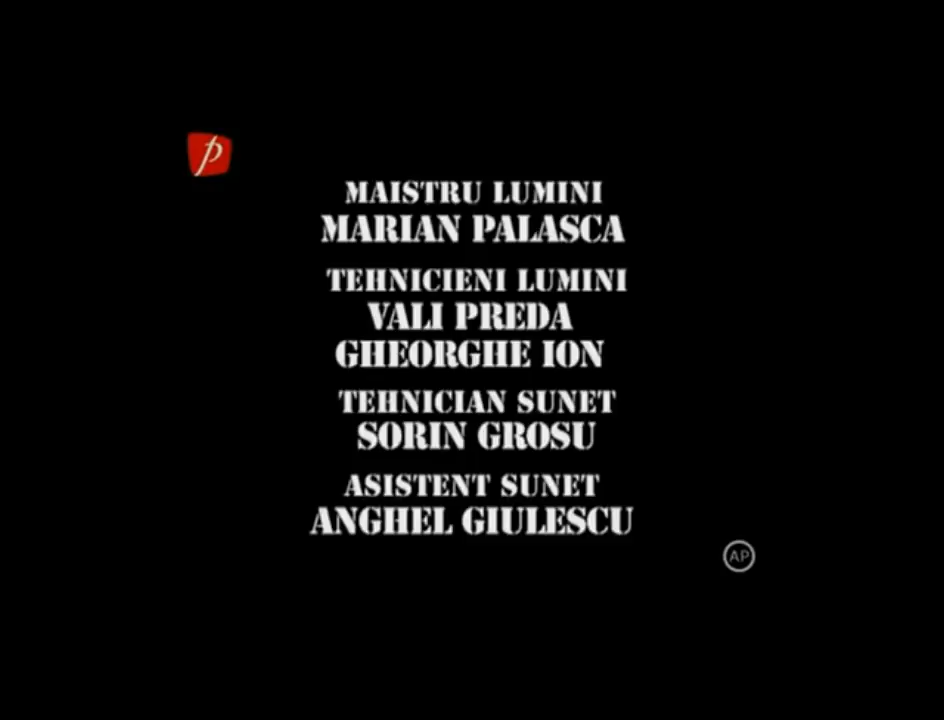 p
MAISTRU LUMINI
MARIAN PALASCA
TEHNICIENI LUMINI
VALI PREDA
GHEORGHE ION
TEHNICIAN SUNET
SORIN GROSU
ASISTENT SUNET
ANGHEL GIULESCU
AP